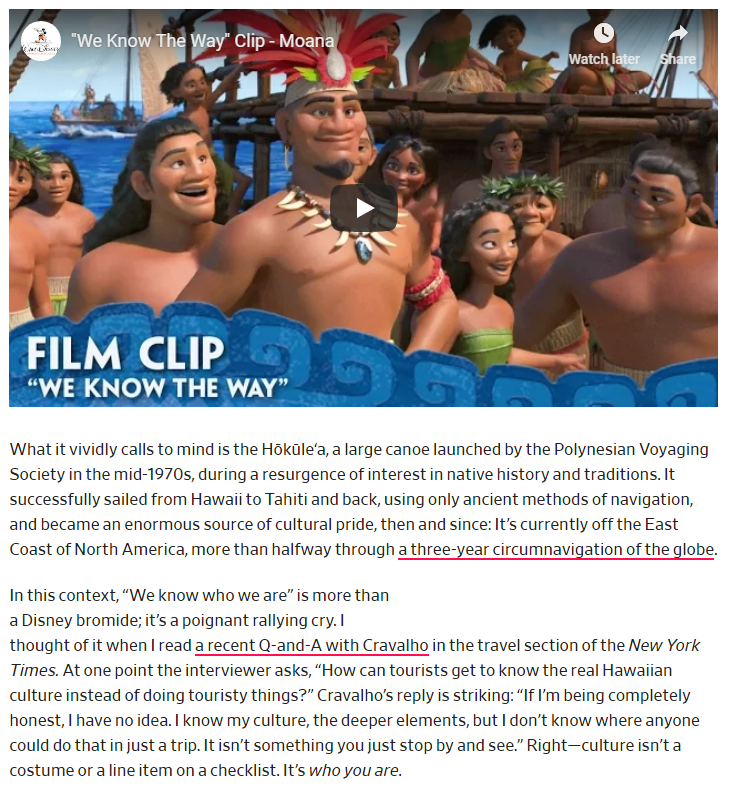 "We Know The Way" Clip - Moana
Watch later
Share
FILM CLIP
“WE KNOW THE WAY”
What it vividly calls to mind is the Hōkūleʻa, a large canoe launched by the Polynesian Voyaging
Society in the mid-1970s, during a resurgence of interest in native history and traditions. It
successfully sailed from Hawaii to Tahiti and back, using only ancient methods of navigation,
and became an enormous source of cultural pride, then and since: It’s currently off the East
Coast of North America, more than halfway through a three-year circumnavigation of the globe.
In this context, “We know who we are” is more than
a Disney bromide; it’s a poignant rallying cry. I
thought of it when I read a recent Q-and-A with Cravalho in the travel section of the New York
Times. At one point the interviewer asks, “How can tourists get to know the real Hawaiian
culture instead of doing touristy things?” Cravalho’s reply is striking: “If I’m being completely
honest, I have no idea. I know my culture, the deeper elements, but I don’t know where anyone
could do that in just a trip. It isn’t something you just stop by and see.” Right—culture isn’t a
costume or a line item on a checklist. It’s who you are.